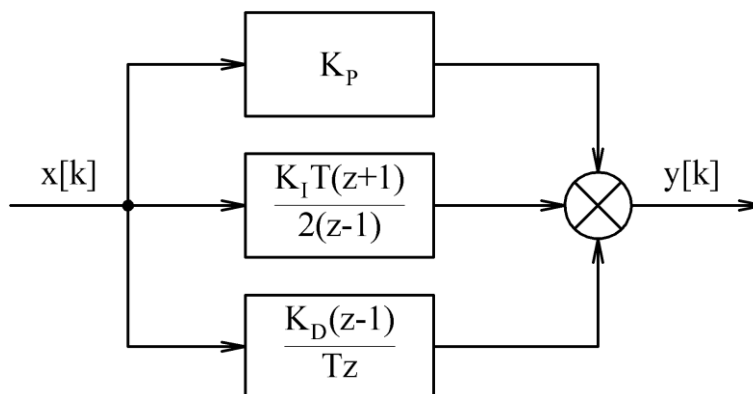 K_P
x[k]
K_I T(z+1)
2(z-1)
y[k]
K_D(z-1)
Tz